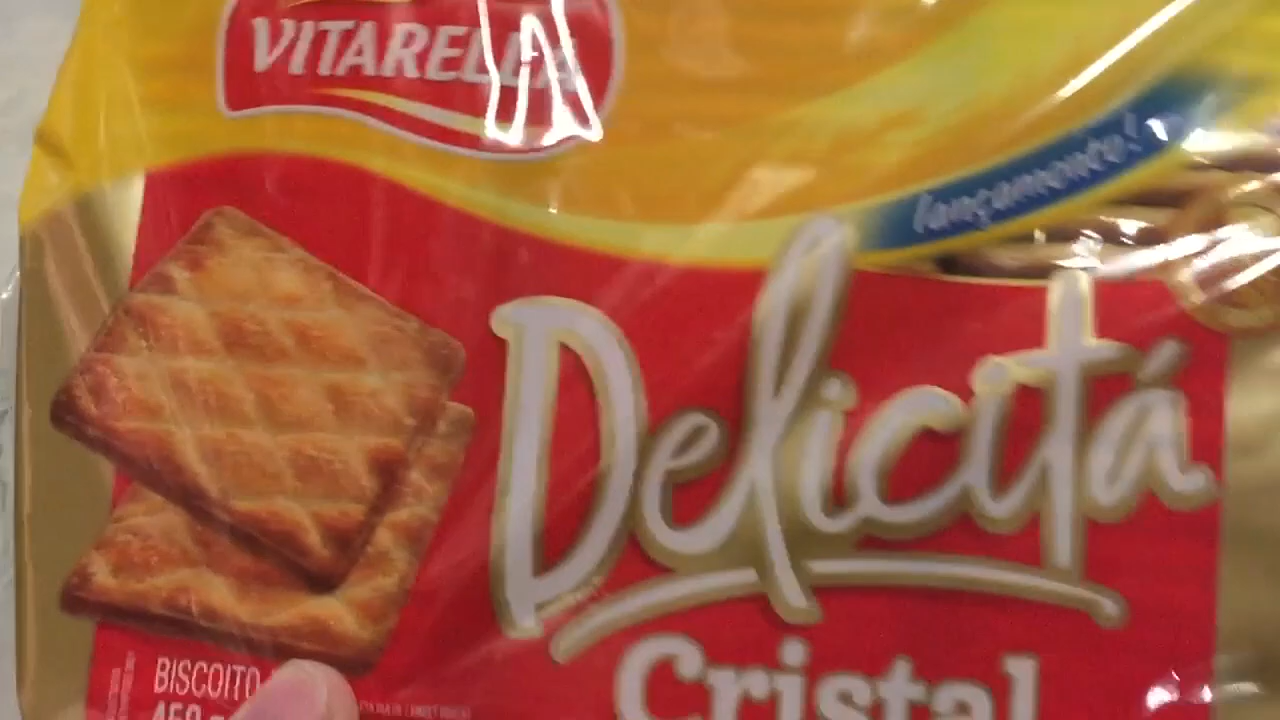 VITARELLA
lançamento!
Delicitá
Cristal
BISCOITO